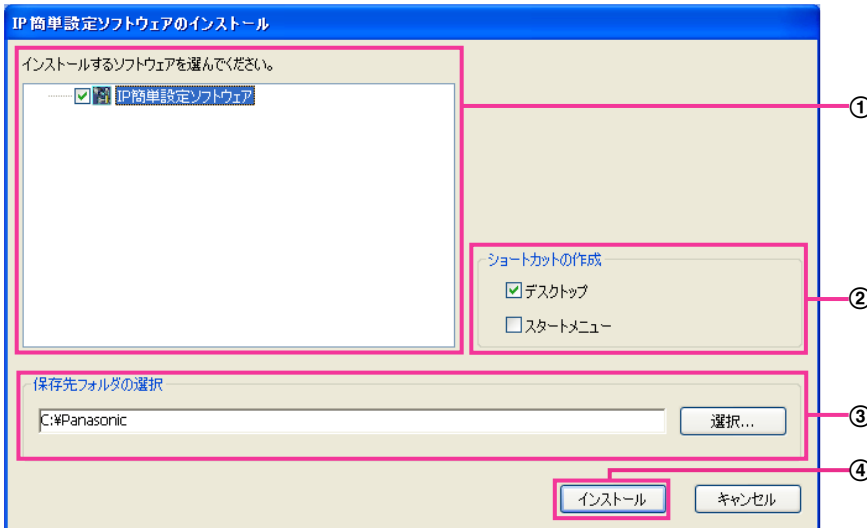 IP簡単設定ソフトウェアのインストール
インストールするソフトウェアを選んでください。
IP簡単設定ソフトウェア
①
ショートカットの作成
デスクトップ
スタートメニュー
②
保存先フォルダの選択
C:¥Panasonic
選択...
③
④
インストール
キャンセル